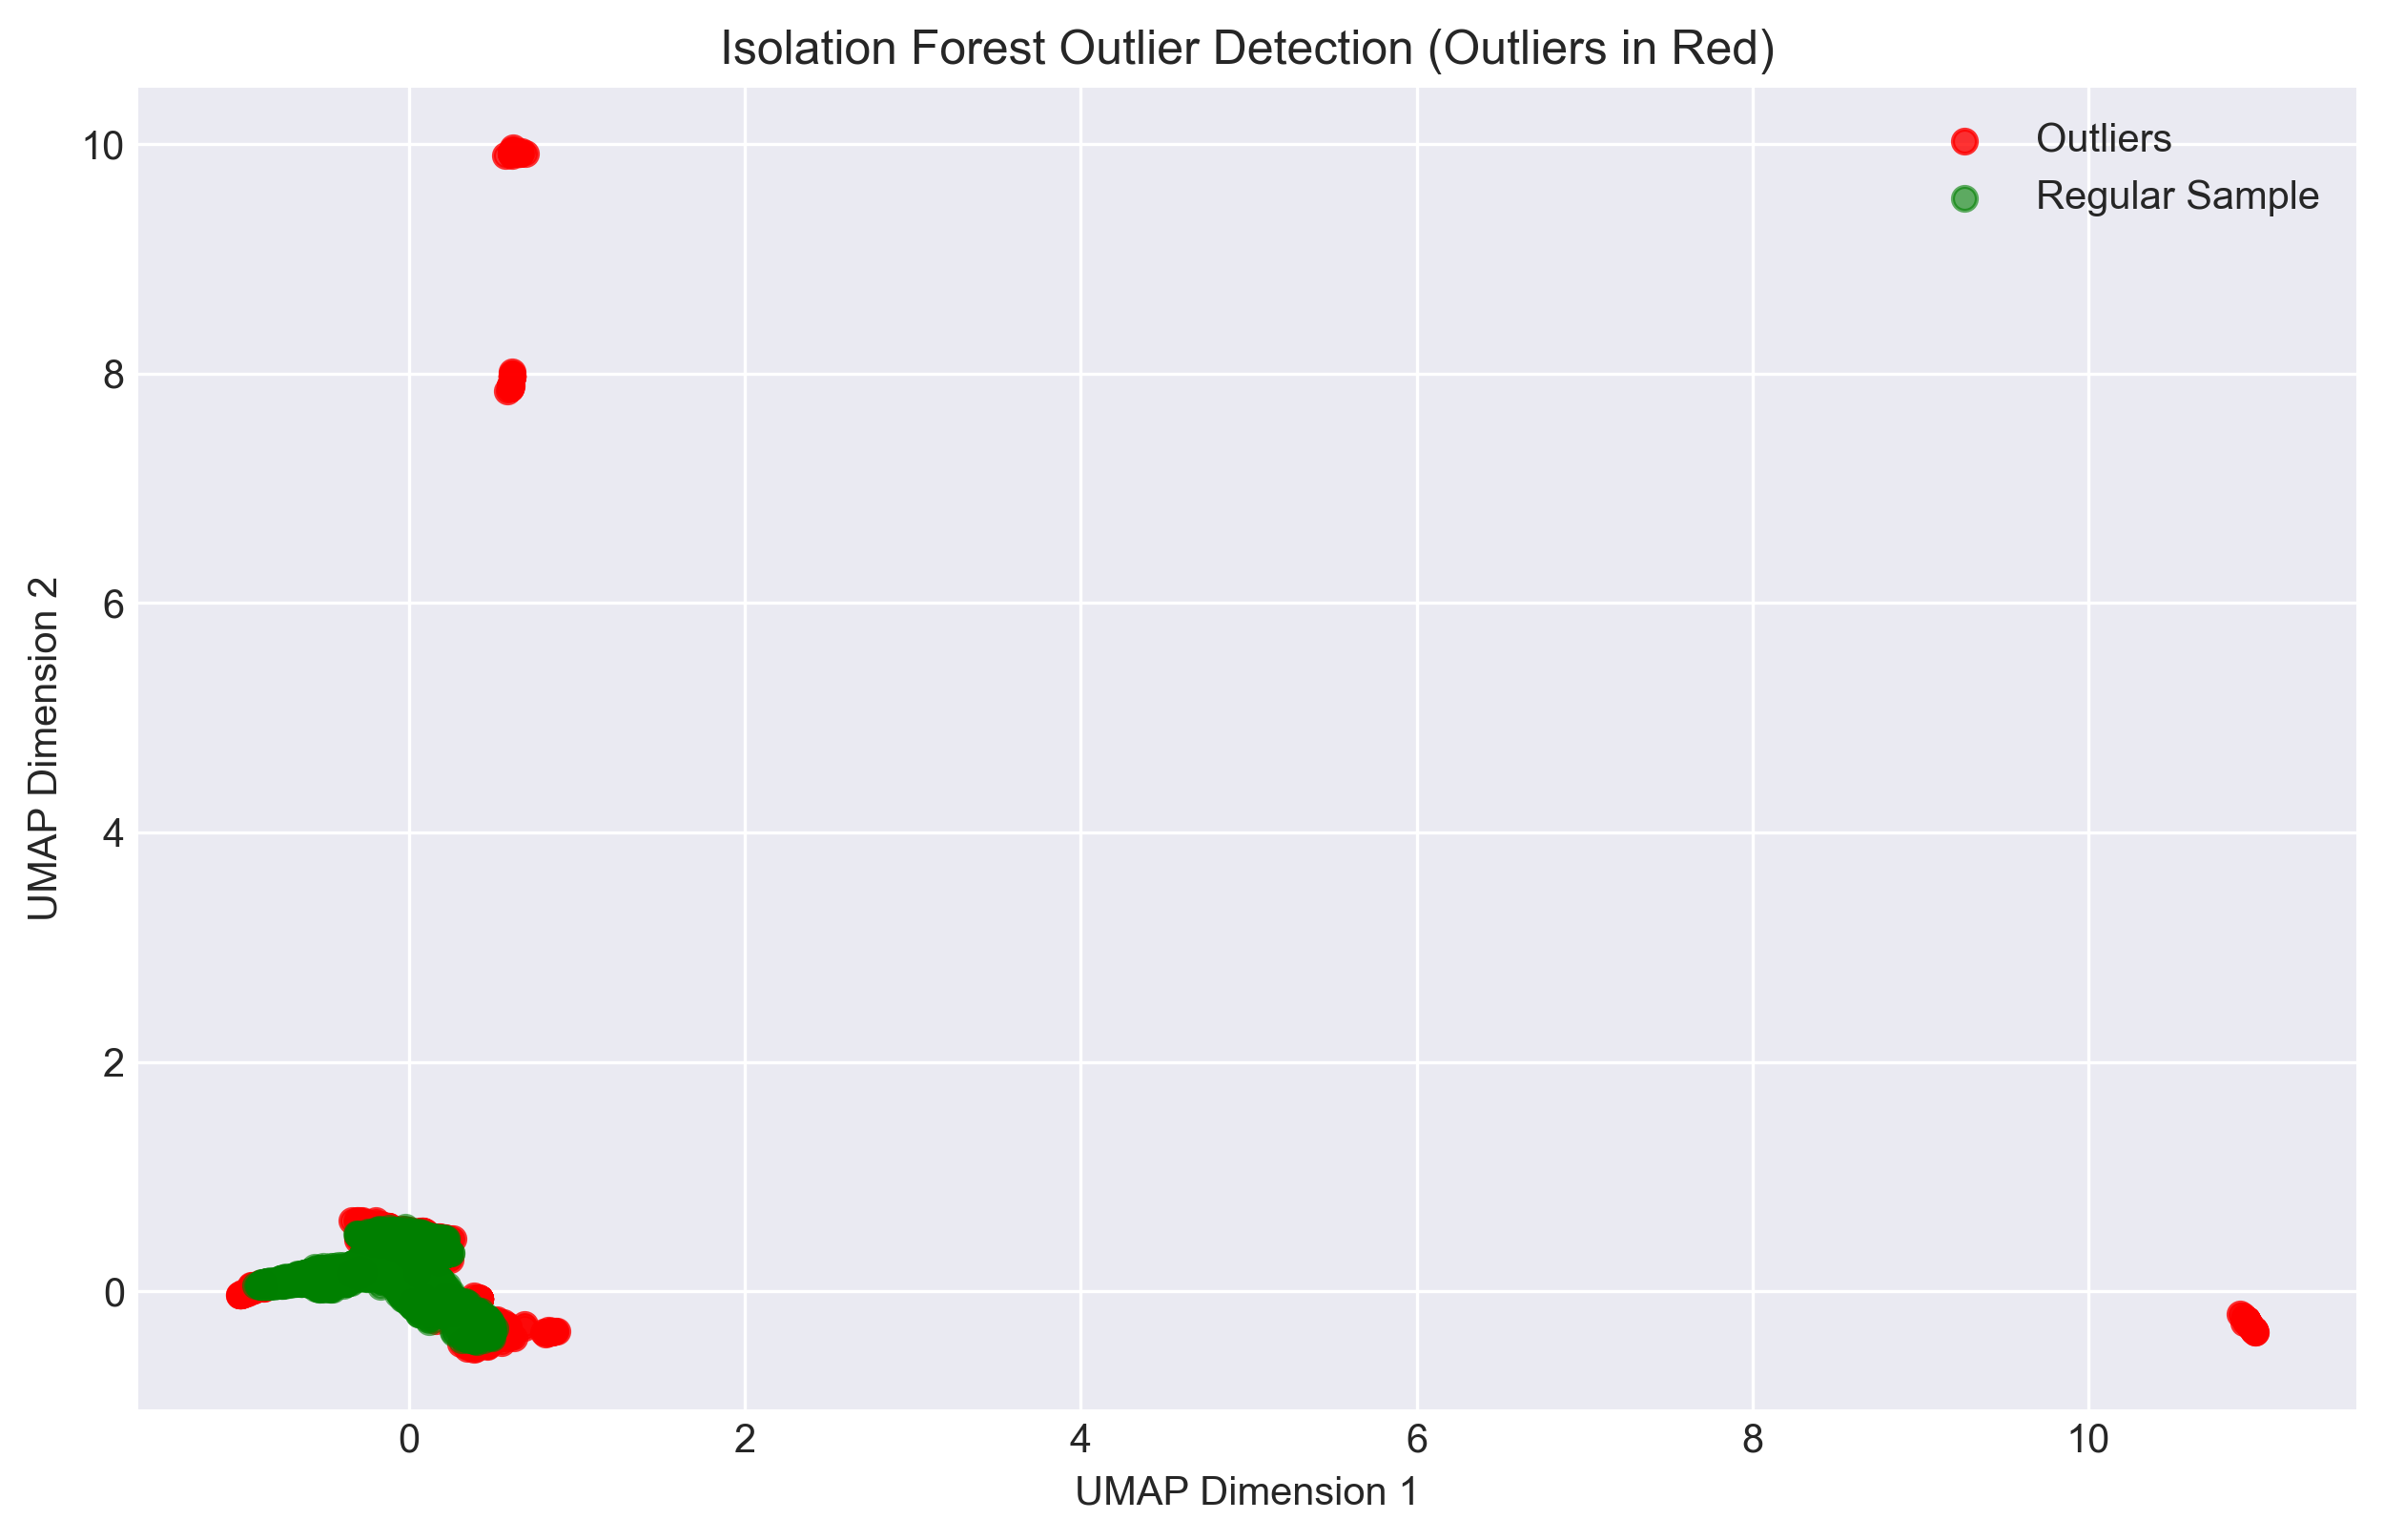 Isolation Forest Outlier Detection (Outliers in Red)
Outliers
Regular Sample
10
8
6
4
2
0
UMAP Dimension 2
0 2 4 6 8 10
UMAP Dimension 1